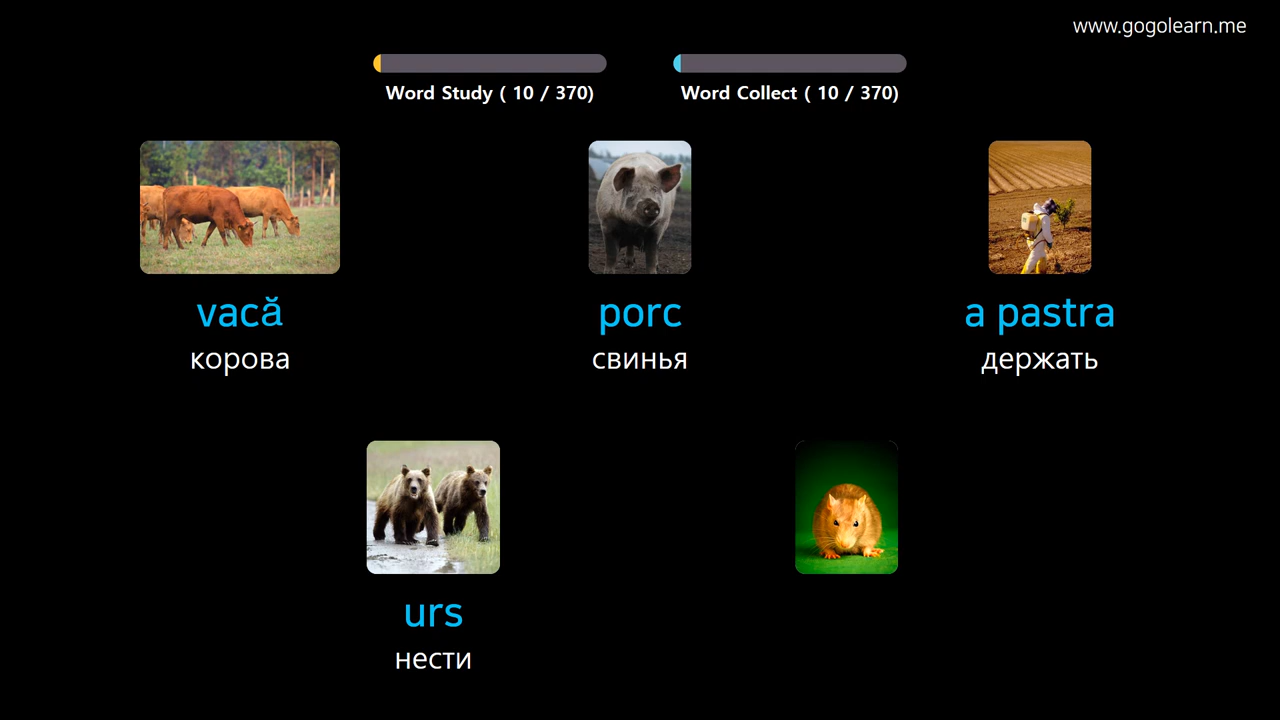 www.gogolearn.me
Word Study ( 10 / 370)
Word Collect ( 10 / 370)
vacă
корова
porc
свинья
a pastra
держать
urs
нести